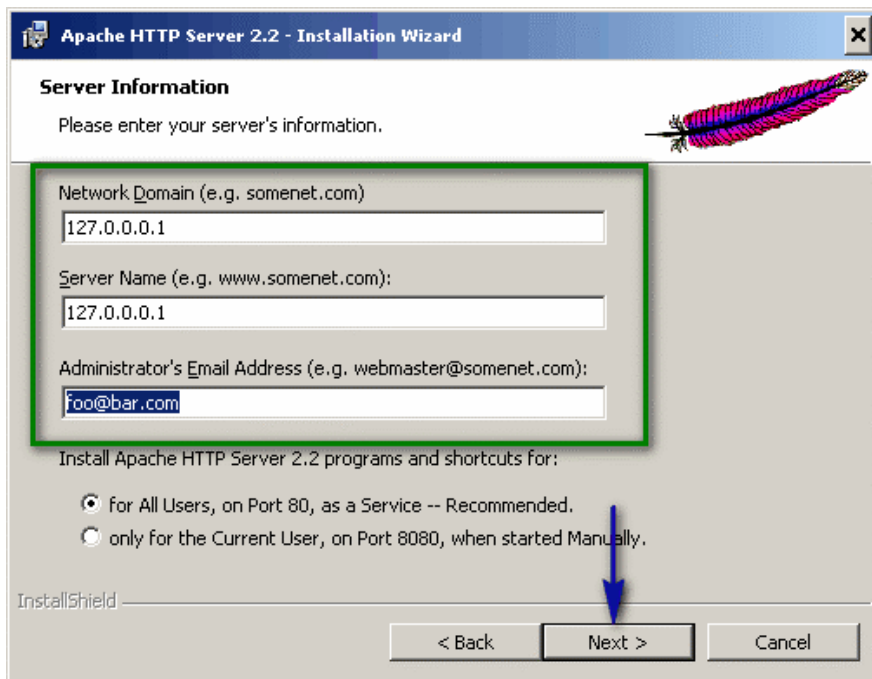 Apache HTTP Server 2.2 - Installation Wizard
Server Information
Please enter your server's information.
Network Domain (e.g. somenet.com)
127.0.0.0.1
Server Name (e.g. www.somenet.com):
127.0.0.0.1
Administrator's Email Address (e.g. webmaster@somenet.com):
foo@bar.com
Install Apache HTTP Server 2.2 programs and shortcuts for:
for All Users, on Port 80, as a Service -- Recommended.
only for the Current User, on Port 8080, when started Manually.
InstallShield
< Back Next > Cancel